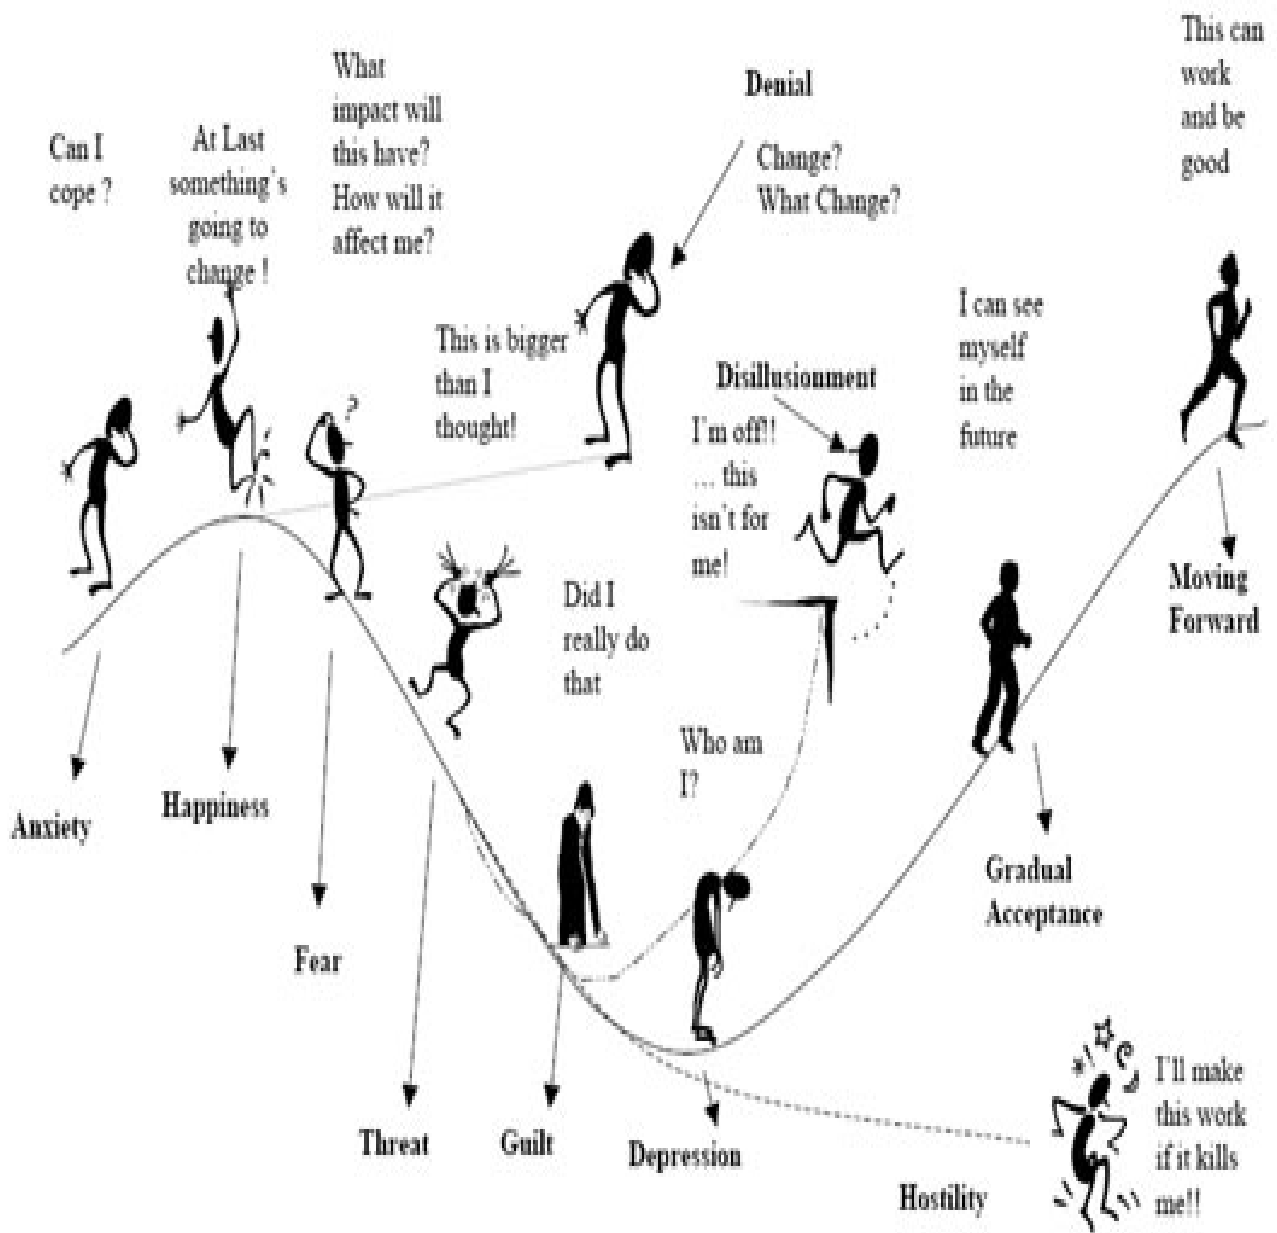 Can I
cope ?
At Last
something's
going to
change !
What
impact will
this have?
How will it
affect me?
This is bigger
than I
thought!
Denial
Change?
What Change?
Disillusionment
I'm off!!
... this
isn't for
me!
I can see
myself
in the
future
This can
work
and be
good
?
Did I
really do
that
Who am
I?
Moving
Forward
Anxiety
Happiness
Fear
Gradual
Acceptance
Threat
Guilt
Depression
Hostility
I'll make
this work
if it kills
me!!